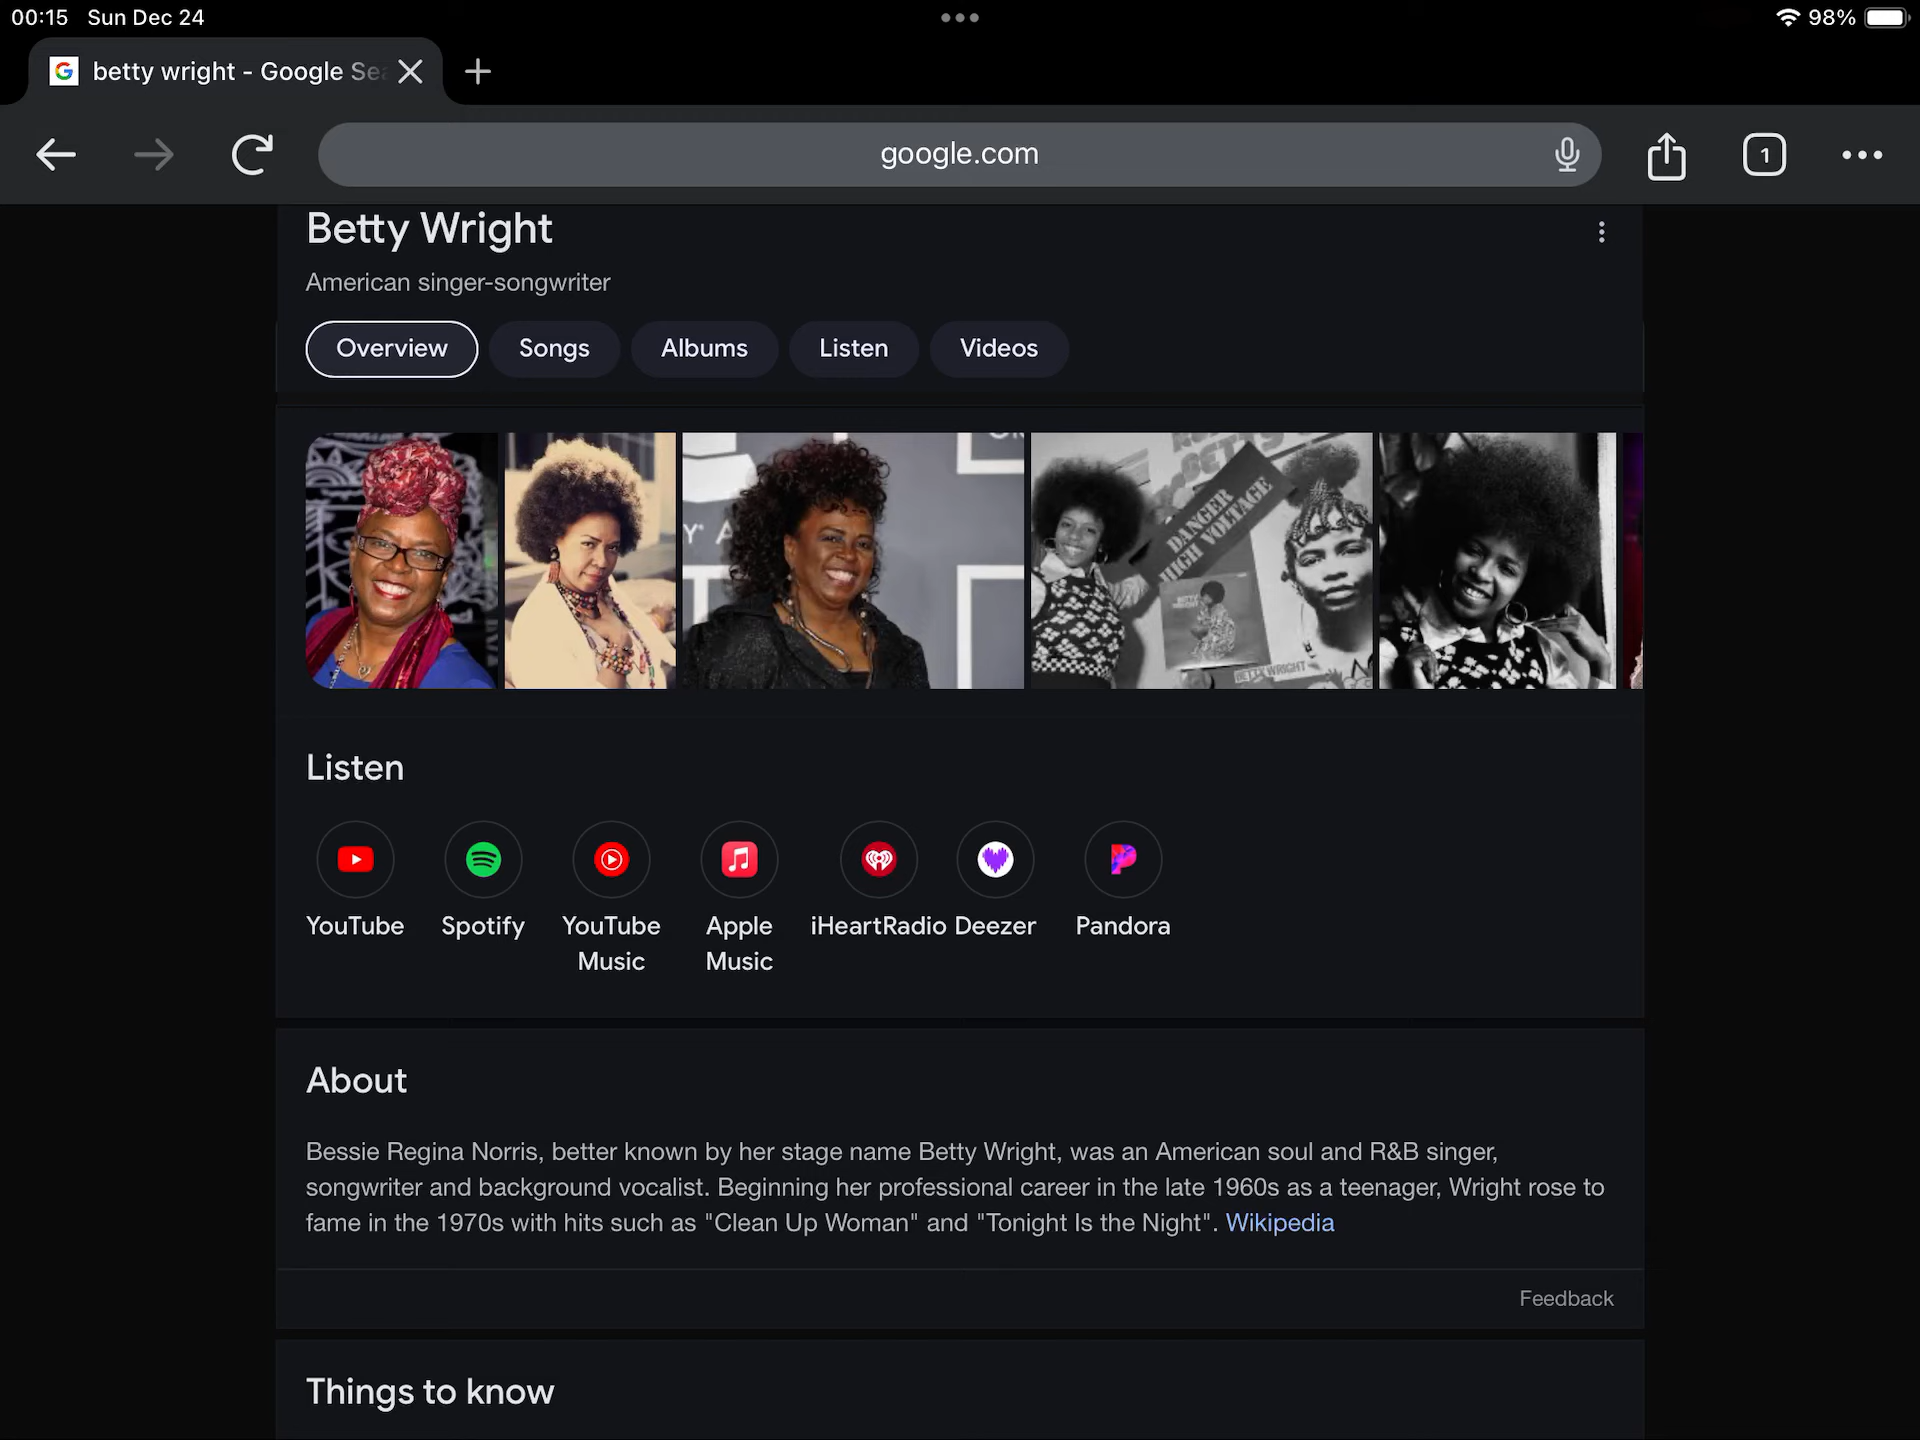 00:15 Sun Dec 24
98%
betty wright - Google Sea
google.com
1
Betty Wright
American singer-songwriter
Overview Songs Albums Listen Videos
DANGER
HIGH VOLTAGE
BETTY WRIGHT
Listen
YouTube Spotify YouTube Music Apple Music iHeartRadio Deezer Pandora
About
Bessie Regina Norris, better known by her stage name Betty Wright, was an American soul and R&B singer,
songwriter and background vocalist. Beginning her professional career in the late 1960s as a teenager, Wright rose to
fame in the 1970s with hits such as "Clean Up Woman" and "Tonight Is the Night". Wikipedia
Feedback
Things to know